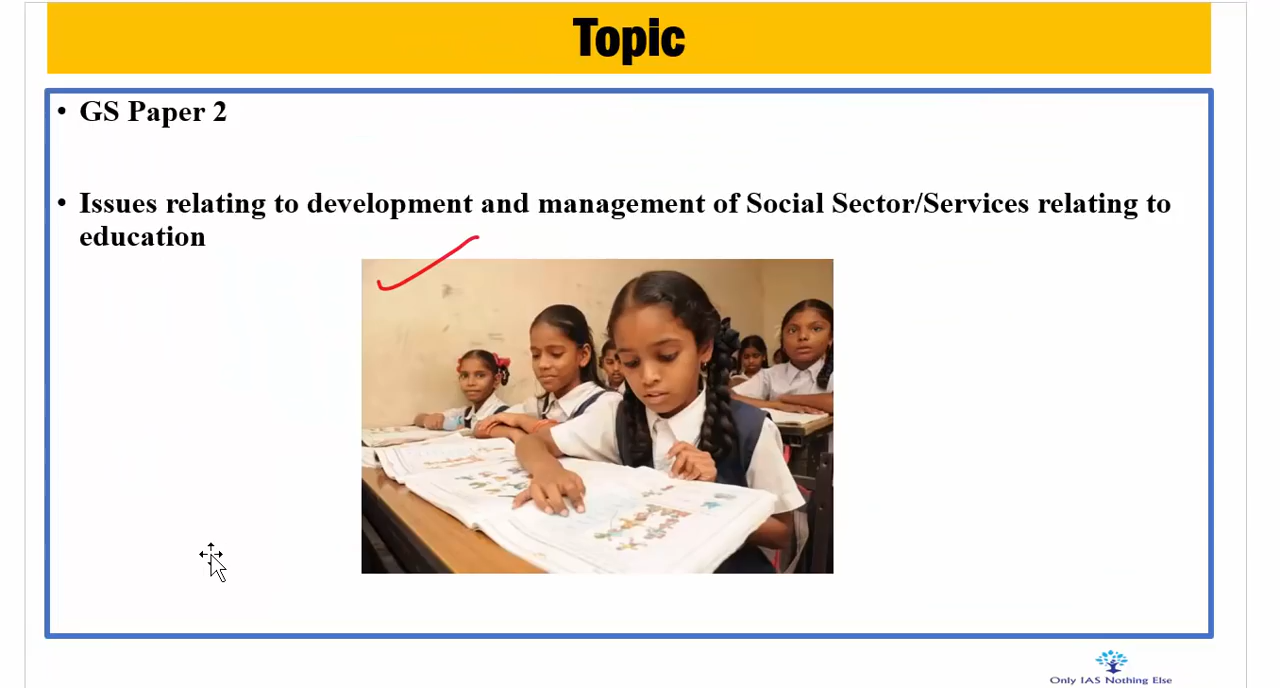 Topic
• GS Paper 2
• Issues relating to development and management of Social Sector/Services relating to
education
Only IAS Nothing Else